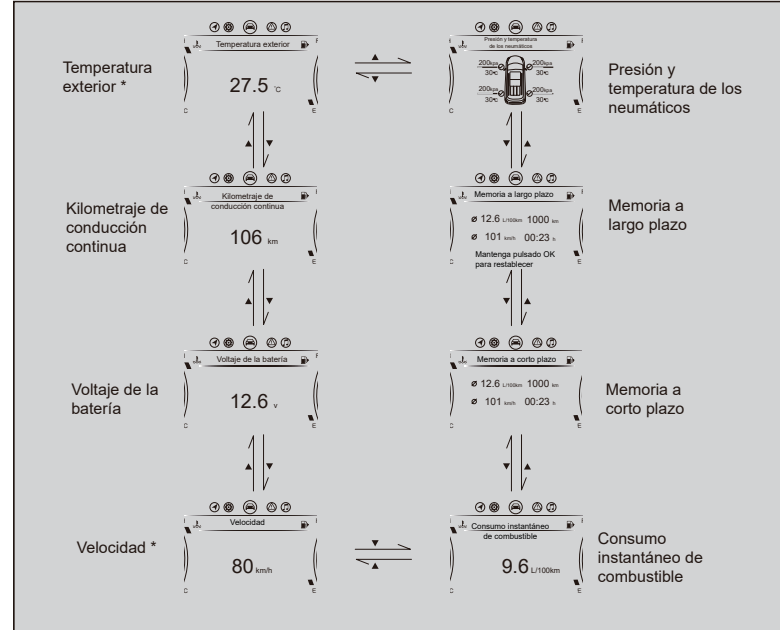 Temperatura
exterior *
Temperatura exterior
27.5 °C
C
Presión y temperatura
de los neumáticos
200kpa
30°C
200kpa
30°C
200kpa
30°C
200kpa
30°C
E
Presión y
temperatura de los
neumáticos
Kilometraje de
conducción
continua
Kilometraje de
conducción continua
106 km
C
E
Memoria a largo plazo
ø 12.6 L/100km 1000 km
ø 101 km/h 00:23 h
Mantenga pulsado OK
para restablecer
Memoria a
largo plazo
Voltaje de la
batería
Voltaje de la batería
12.6 v
C
E
Memoria a corto plazo
ø 12.6 L/100km 1000 km
ø 101 km/h 00:23 h
C
E
Memoria a
corto plazo
Velocidad *
Velocidad
80 km/h
C
E
Consumo instantáneo
de combustible
9.6 L/100km
C
E
Consumo
instantáneo de
combustible